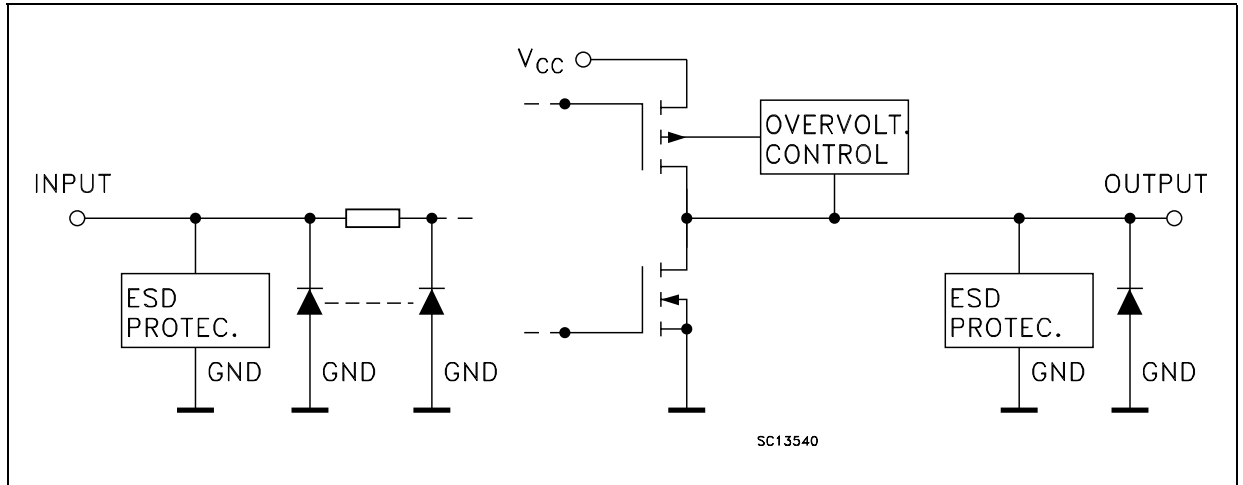 VCC
OVERVOLT.
CONTROL
INPUT
OUTPUT
ESD
PROTEC.
GND
GND
GND
ESD
PROTEC.
GND
GND
SC13540